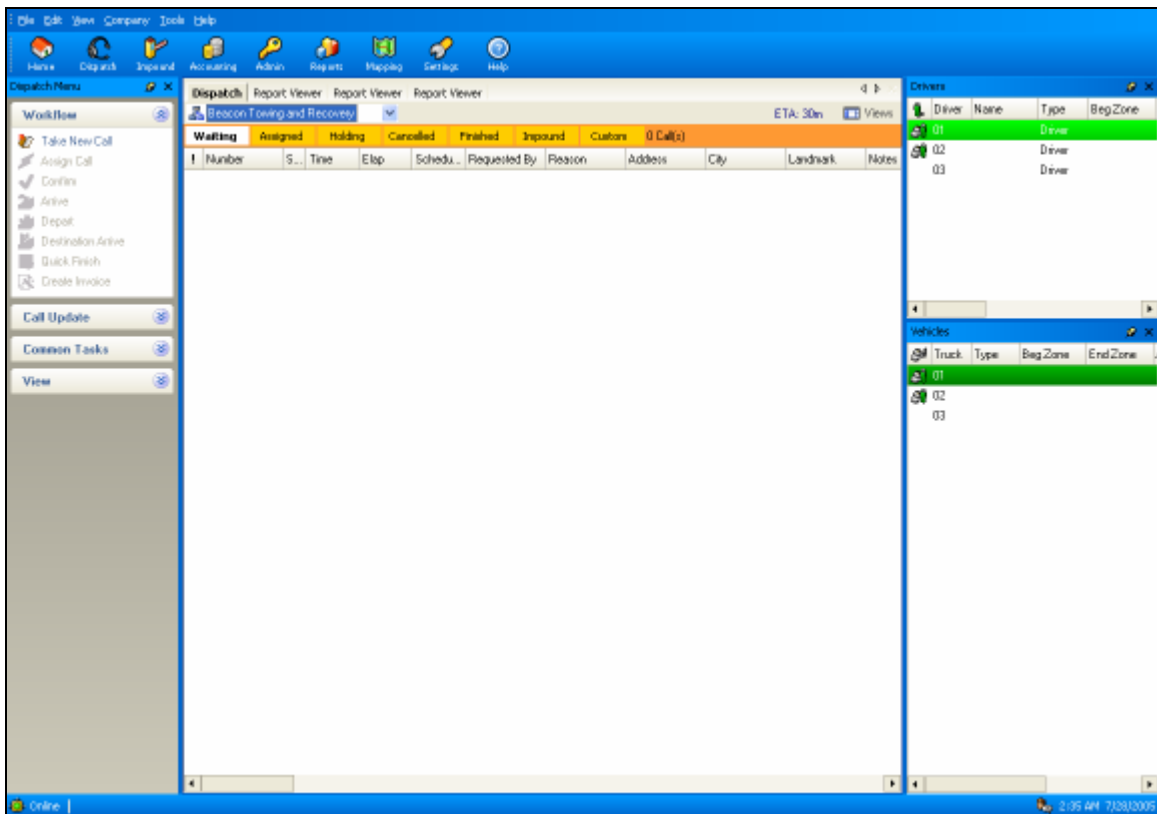 File Edit View Company Tools Help
Home Dispatch Impound Accounting Admin Reports Mapping Settings Help
Dispatch Menu
Workflow
Take New Call
Assign Call
Confirm
Arrive
Depart
Destination Arrive
Quick Finish
Create Invoice
Call Update
Common Tasks
View
Dispatch Report Viewer Report Viewer Report Viewer
Beacon Towing and Recovery ETA: 30m Views
Waiting Assigned Holding Cancelled Finished Impound Custom 0 Call(s)
! Number S... Time Elap Schedu... Requested By Reason Address City Landmark Notes
Drivers
Driver Name Type Beg Zone
01 Driver
02 Driver
03 Driver
Vehicles
Truck Type Beg Zone End Zone
01
02
03
Online 2:35 AM 7/28/2005